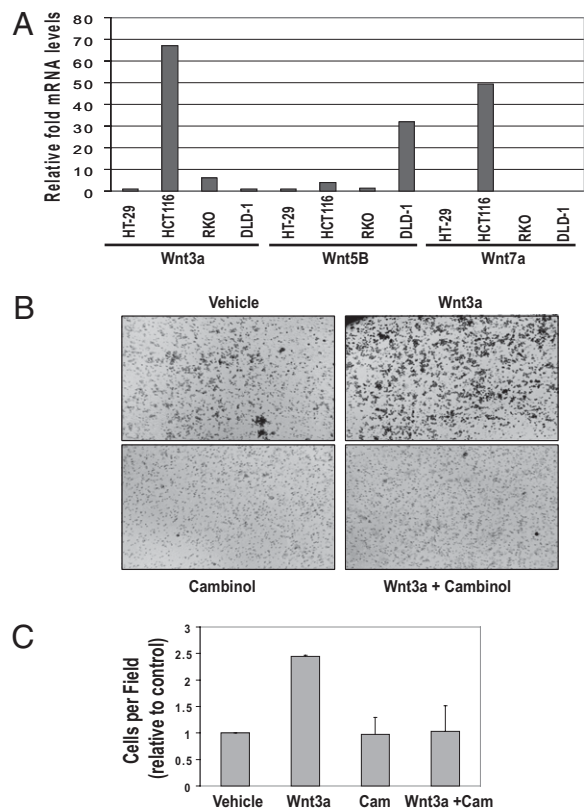 A
Relative fold mRNA levels
80
70
60
50
40
30
20
10
0
HT-29
HCT116
RKO
DLD-1
HT-29
HCT116
RKO
DLD-1
HT-29
HCT116
RKO
DLD-1
Wnt3a
Wnt5B
Wnt7a
B
Vehicle
Wnt3a
Cambinol
Wnt3a + Cambinol
C
Cells per Field
(relative to control)
3
2.5
2
1.5
1
0.5
0
Vehicle
Wnt3a
Cam
Wnt3a +Cam